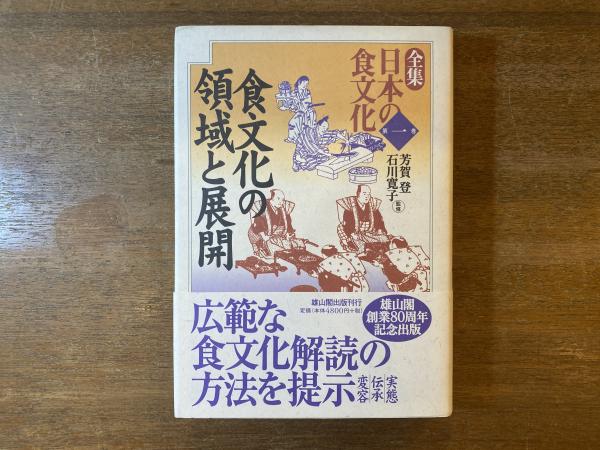 全集
日本の
食文化
第一巻
芳賀 登
石川寛子
監修
食文化の
領域と展開
雄山閣出版刊行
定価（本体4800円+税）
雄山閣
創業80周年
記念出版
広範な
食文化解読の
方法を提示
実態
伝承
変容